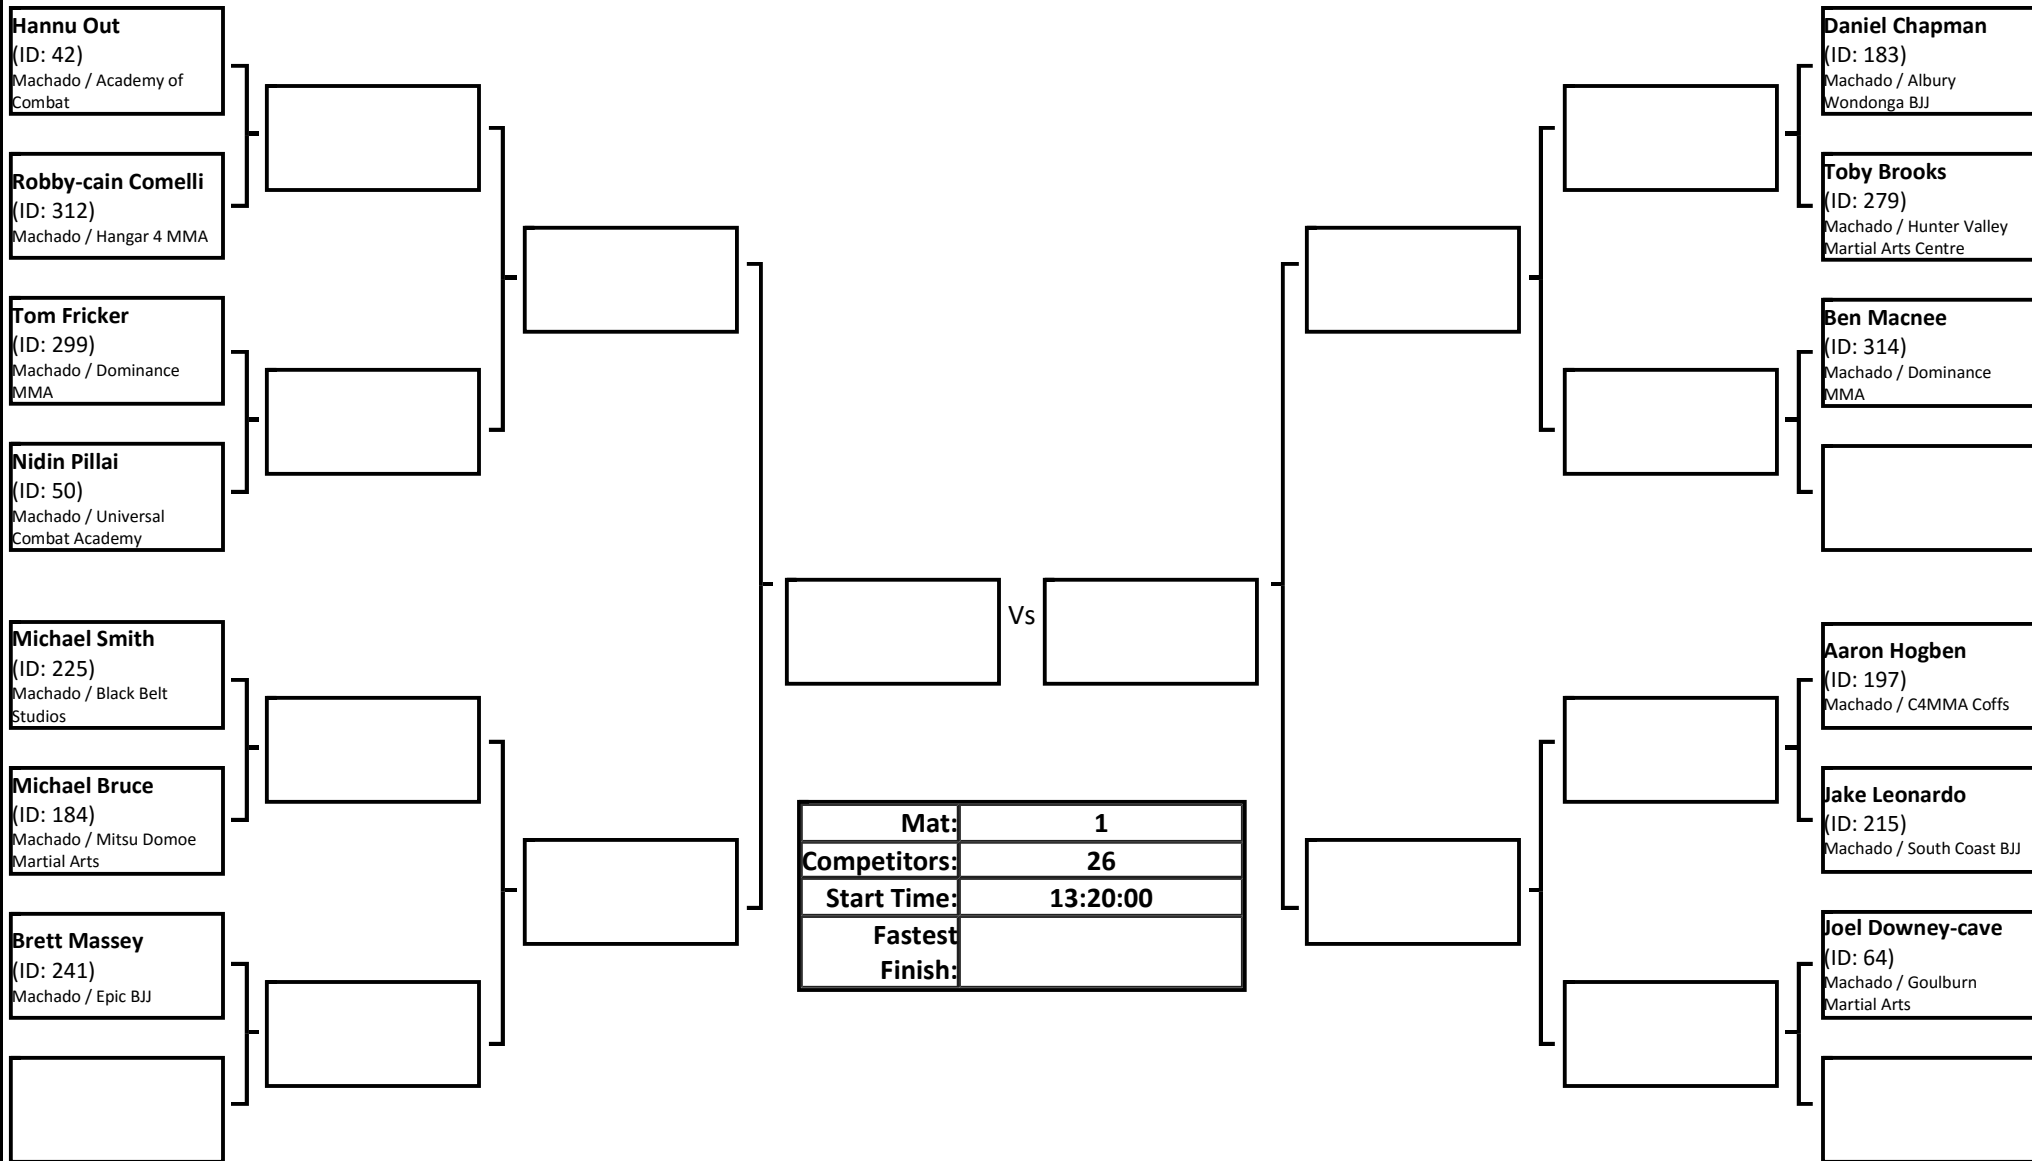 Hannu Out
(ID: 42)
Machado / Academy of
Combat
Robby-cain Comelli
(ID: 312)
Machado / Hangar 4 MMA
Tom Fricker
(ID: 299)
Machado / Dominance
MMA
Nidin Pillai
(ID: 50)
Machado / Universal
Combat Academy
Michael Smith
(ID: 225)
Machado / Black Belt
Studios
Michael Bruce
(ID: 184)
Machado / Mitsu Domoe
Martial Arts
Brett Massey
(ID: 241)
Machado / Epic BJJ
Vs
Mat: 1
Competitors: 26
Start Time: 13:20:00
Fastest
Finish:
Daniel Chapman
(ID: 183)
Machado / Albury
Wondonga BJJ
Toby Brooks
(ID: 279)
Machado / Hunter Valley
Martial Arts Centre
Ben Macnee
(ID: 314)
Machado / Dominance
MMA
Aaron Hogben
(ID: 197)
Machado / C4MMA Coffs
Jake Leonardo
(ID: 215)
Machado / South Coast BJJ
Joel Downey-cave
(ID: 64)
Machado / Goulburn
Martial Arts